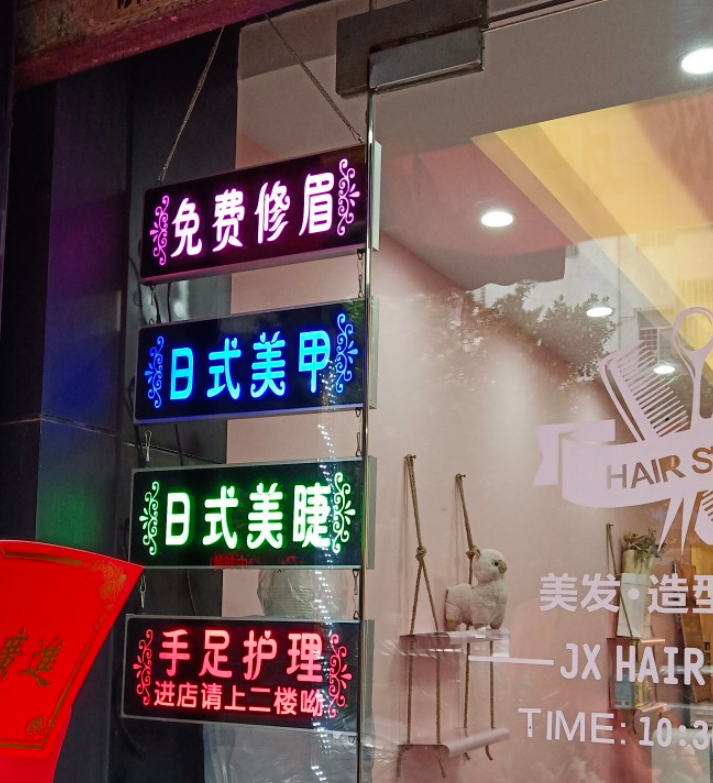 免费修眉
日式美甲
日式美睫
手足护理
进店请上二楼呦
HAIR
美发·造型
JX HAIR
TIME: 10:3
進